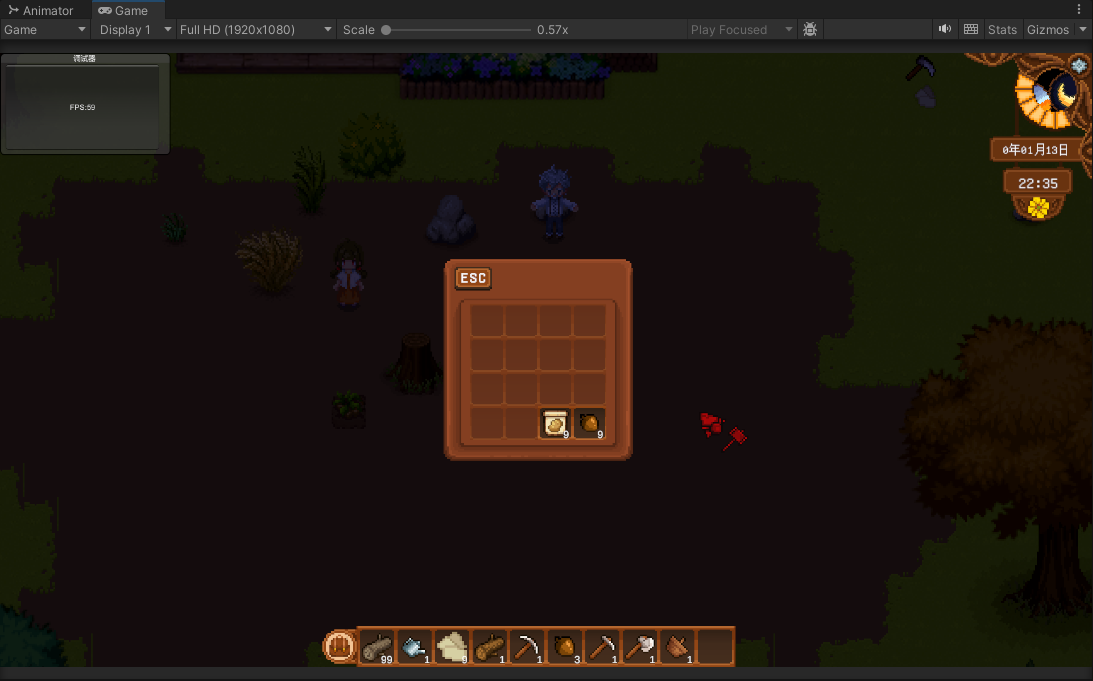 Animator Game
Game Display 1 Full HD (1920x1080) Scale 0.57x Play Focused Stats Gizmos
调试器
FPS:59
0年01月13日
22:35
ESC
9 9
99 1 9 1 1 3 1 1 1